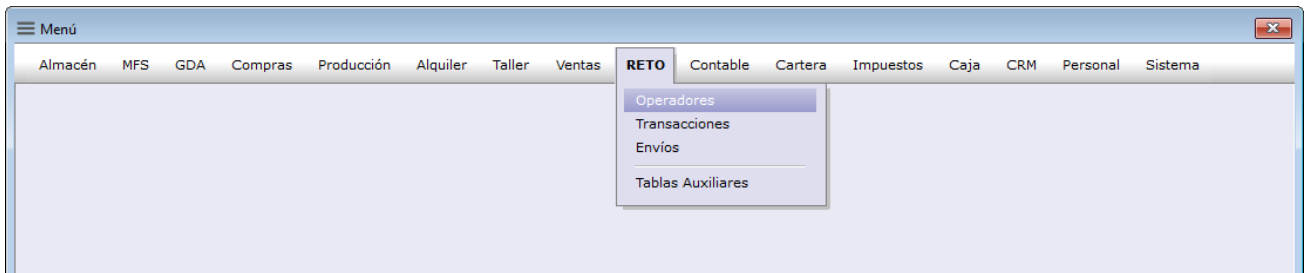 Menú
Almacén MFS GDA Compras Producción Alquiler Taller Ventas RETO Contable Cartera Impuestos Caja CRM Personal Sistema
Operadores
Transacciones
Envíos
Tablas Auxiliares